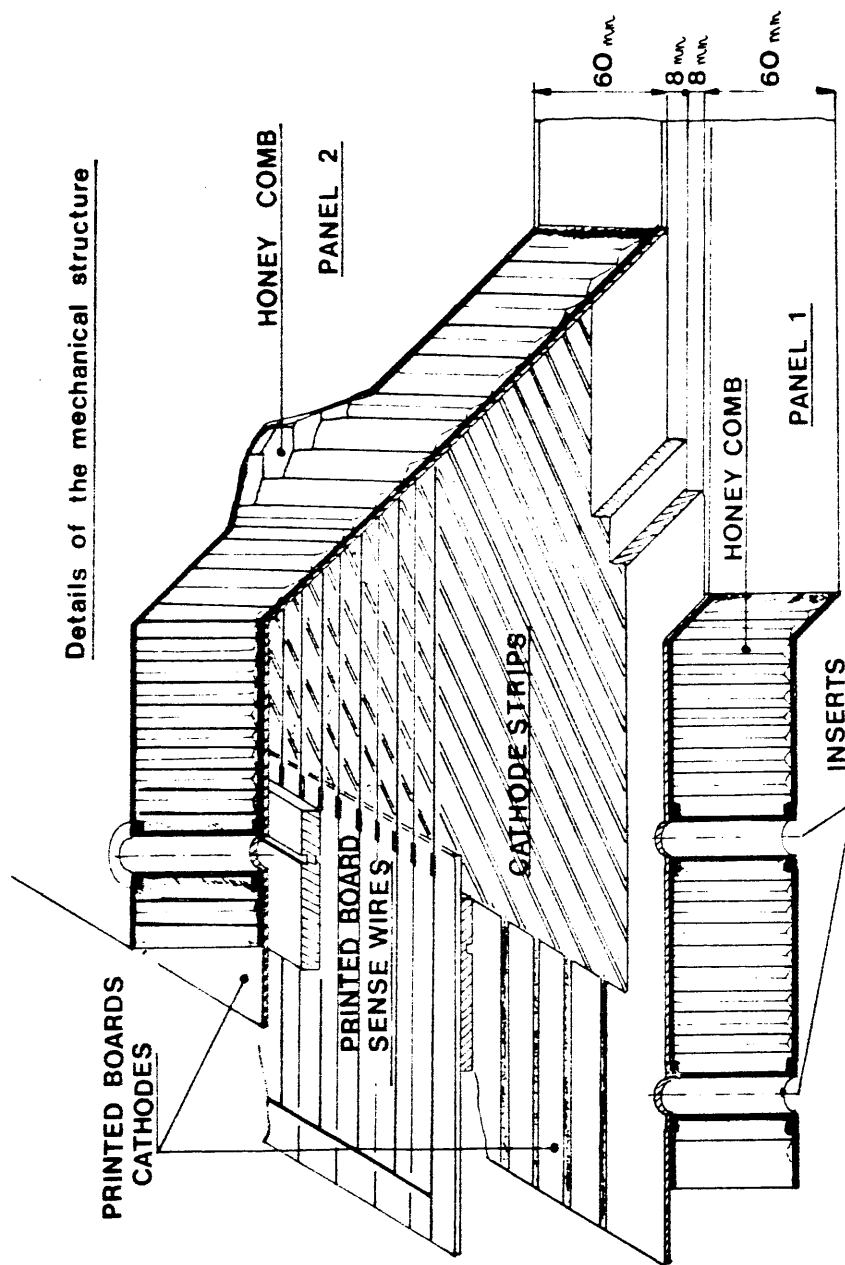 Details of the mechanical structure
HONEY COMB
PANEL 2
60 mm
8 mm
8 mm
60 mm
PRINTED BOARDS
CATHODES
PRINTED BOARD
SENSE WIRES
CATHODE STRIPS
HONEY COMB
PANEL 1
INSERTS